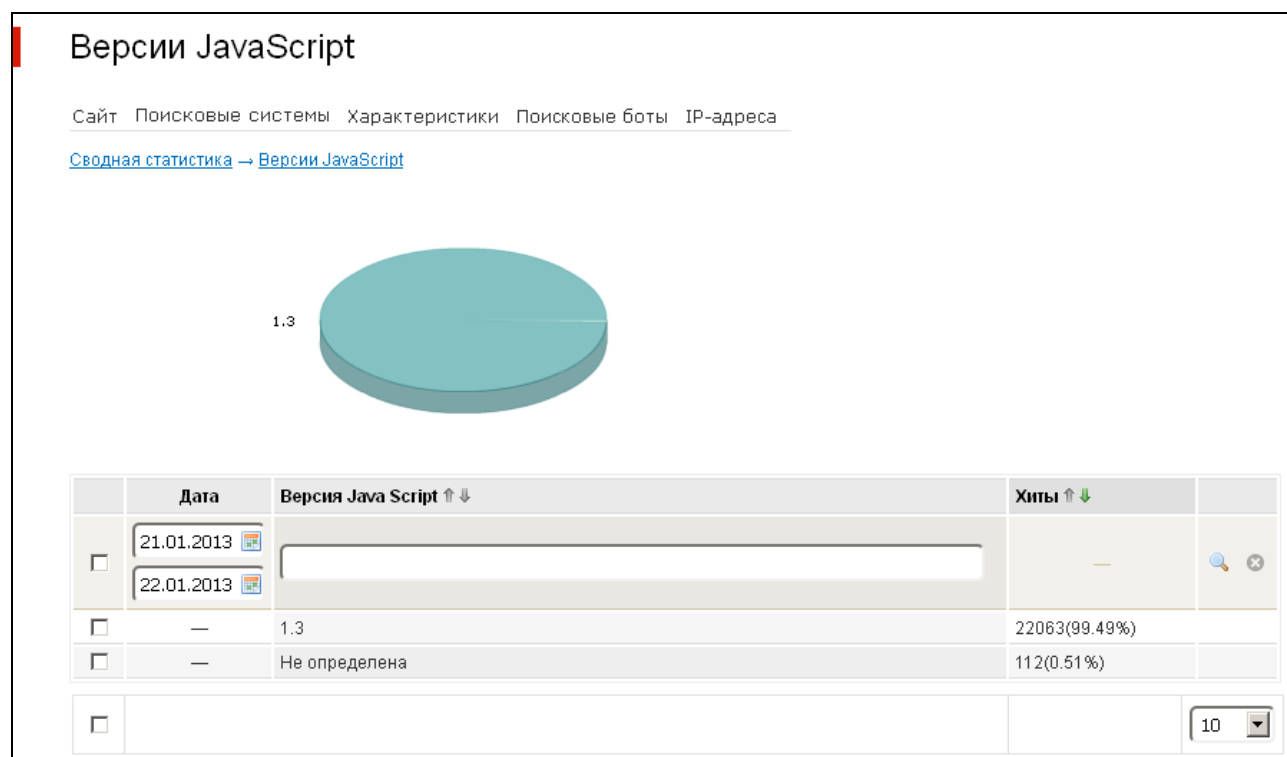 Версии JavaScript
Сайт Поисковые системы Характеристики Поисковые боты IP-адреса
Сводная статистика → Версии JavaScript
1.3
Дата Версия Java Script ⇑ ⇓ Хиты ⇑ ⇓
21.01.2013
—
22.01.2013
— 1.3 22063(99.49%)
— Не определена 112(0.51%)
10